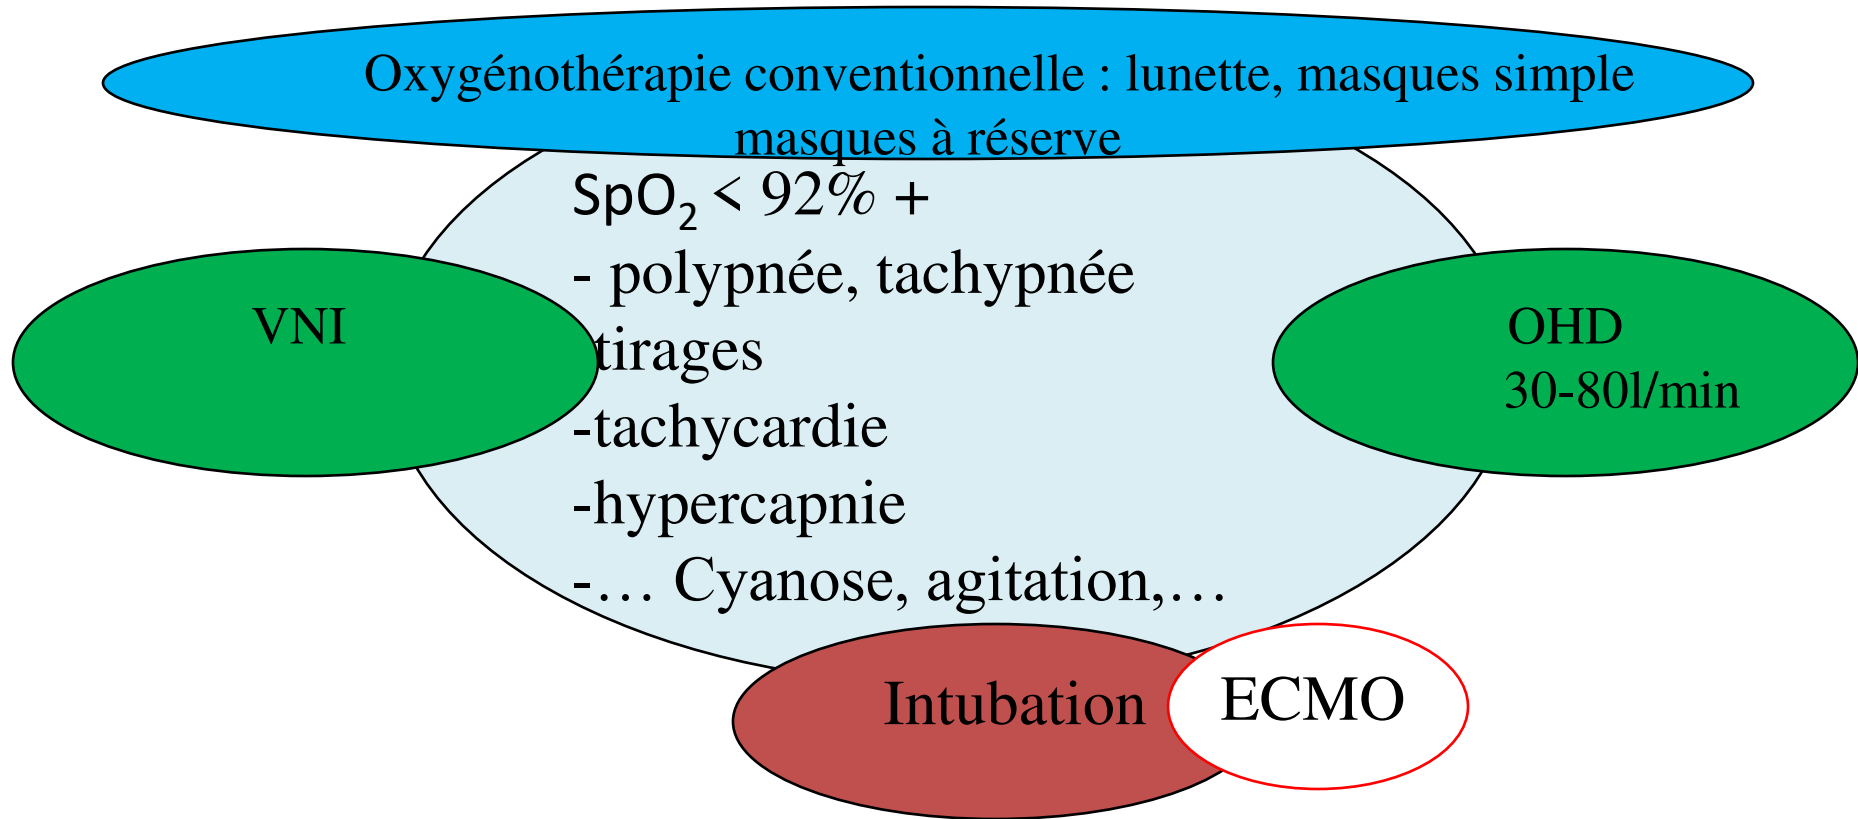 Oxygénothérapie conventionnelle : lunette, masques simple
masques à réserve
SpO₂ < 92% +
- polypnée, tachypnée
tirages
-tachycardie
-hypercapnie
-… Cyanose, agitation,…
VNI
OHD
30-80l/min
Intubation
ECMO